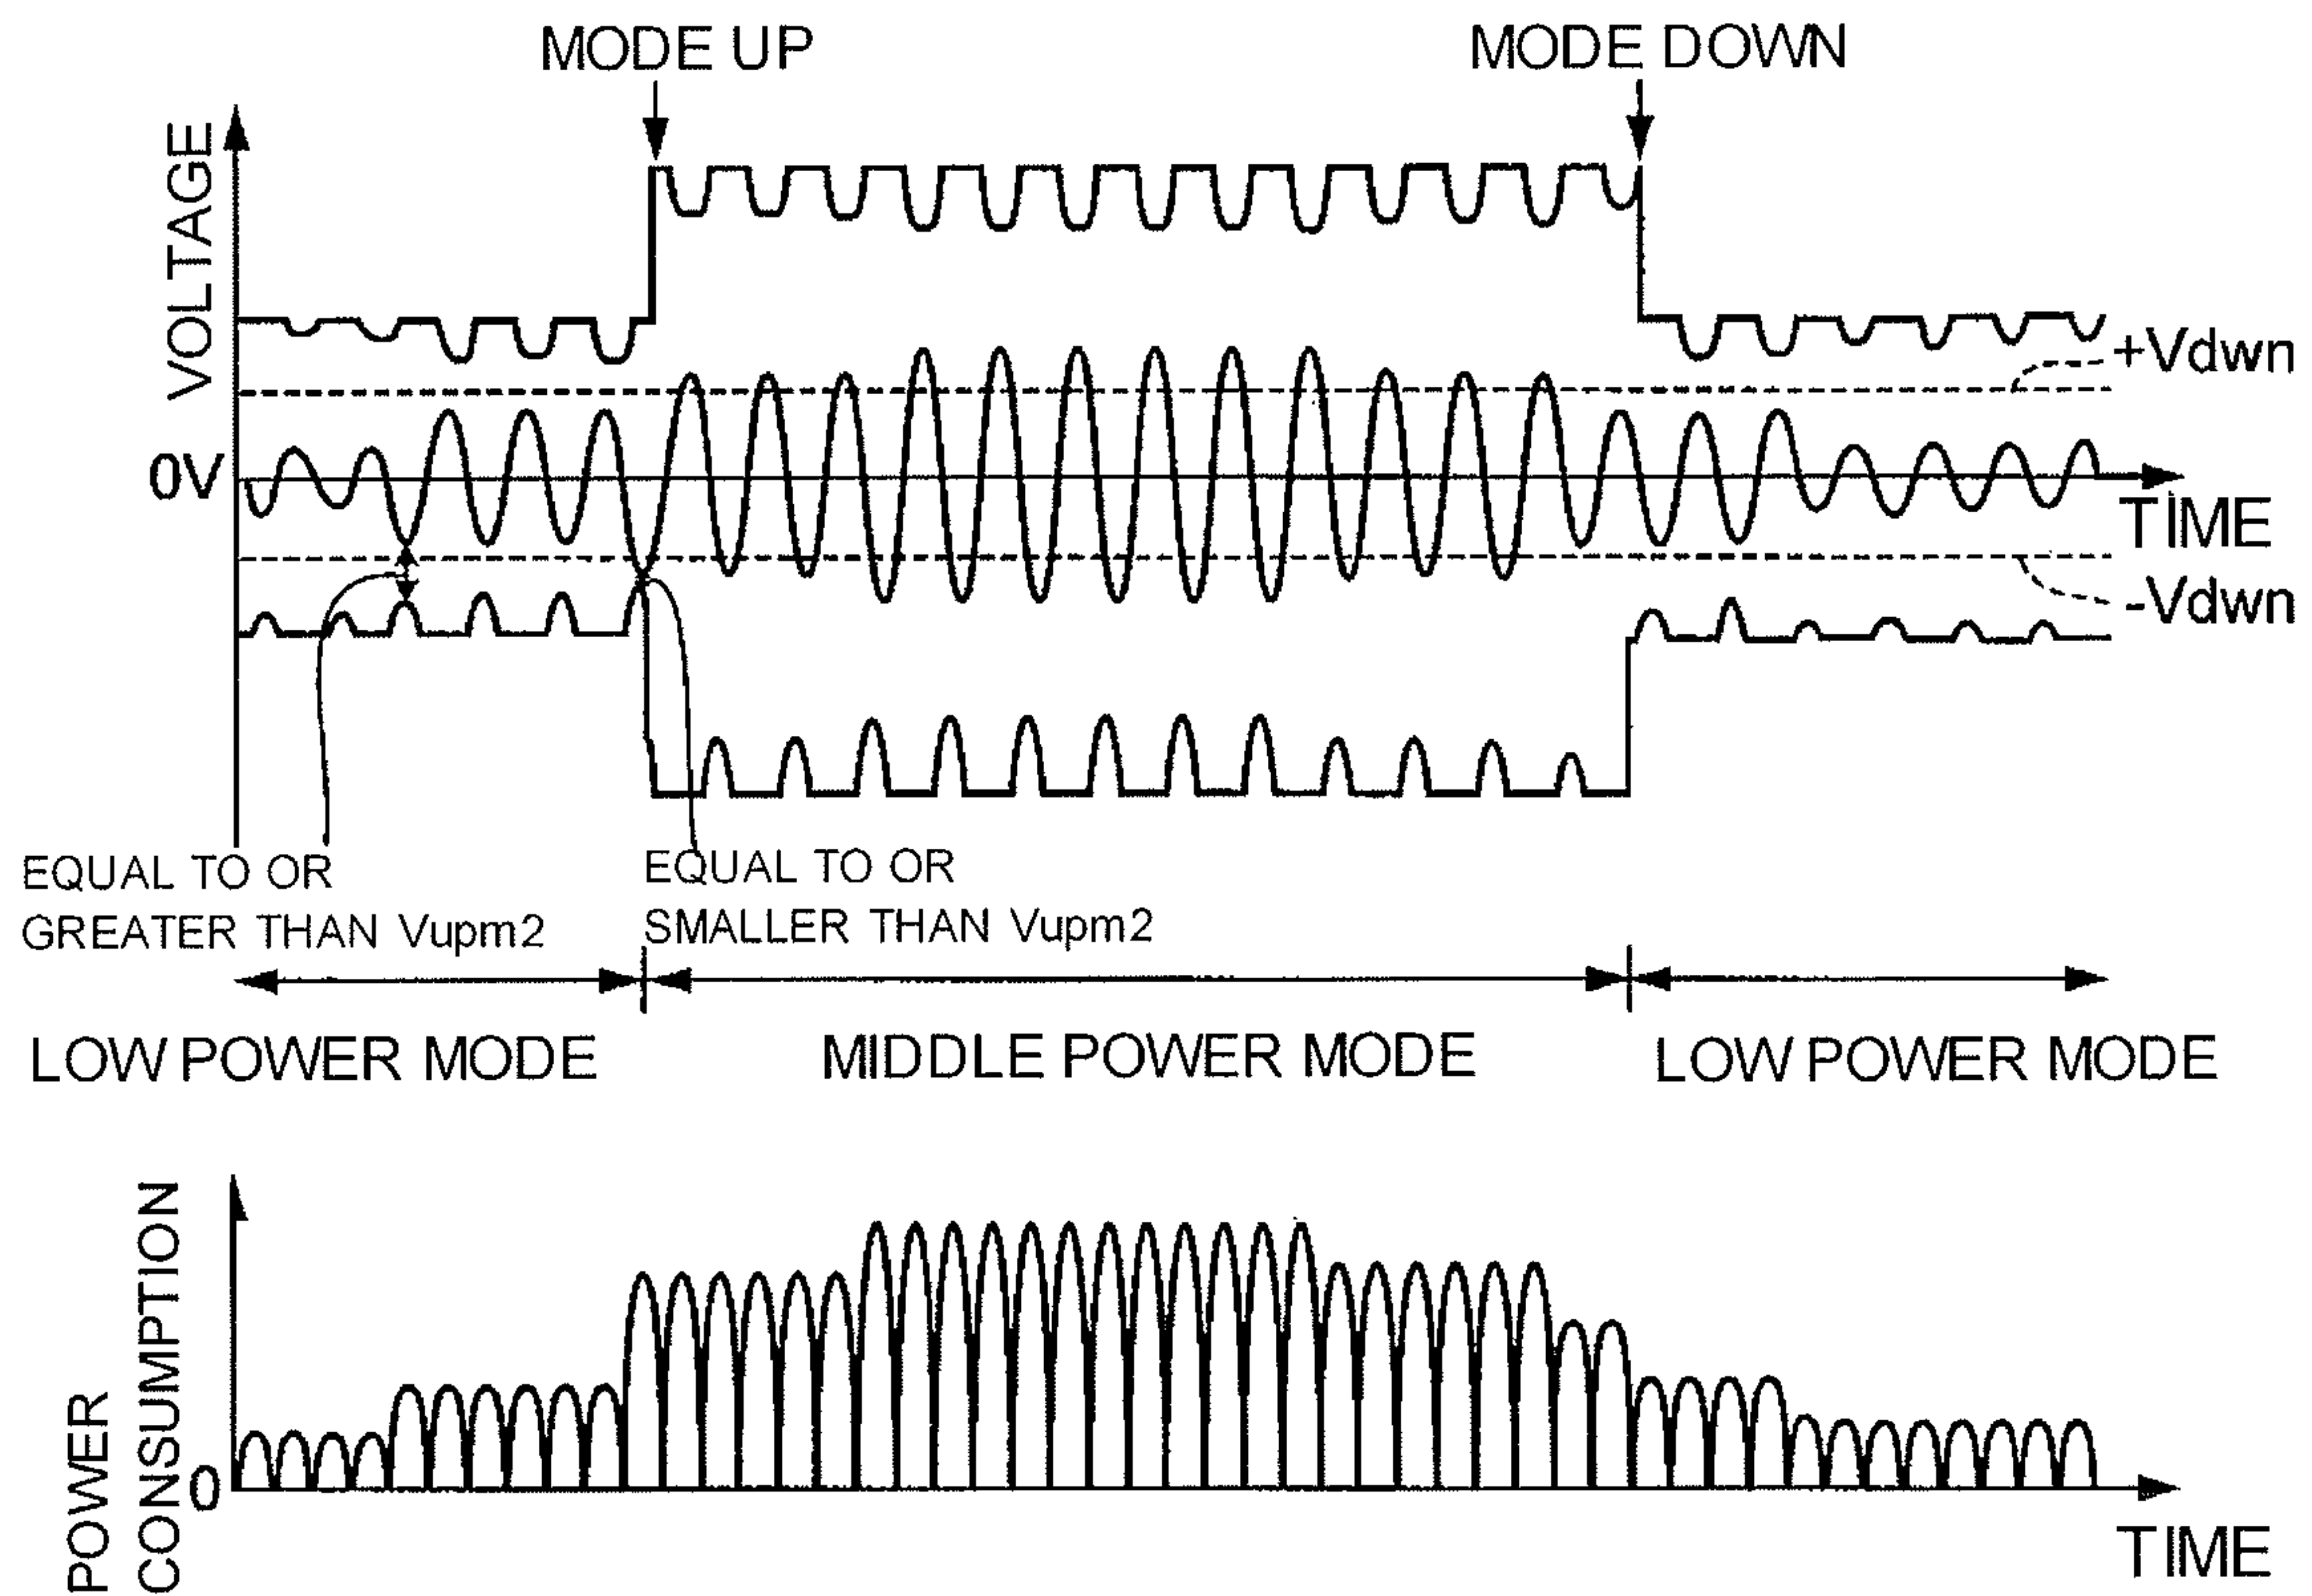 MODE UP
MODE DOWN
VOLTAGE
+Vdwn
0V
TIME
-Vdwn
EQUAL TO OR
GREATER THAN Vupm2
EQUAL TO OR
SMALLER THAN Vupm2
LOW POWER MODE
MIDDLE POWER MODE
LOW POWER MODE
POWER
CONSUMPTION
0
TIME